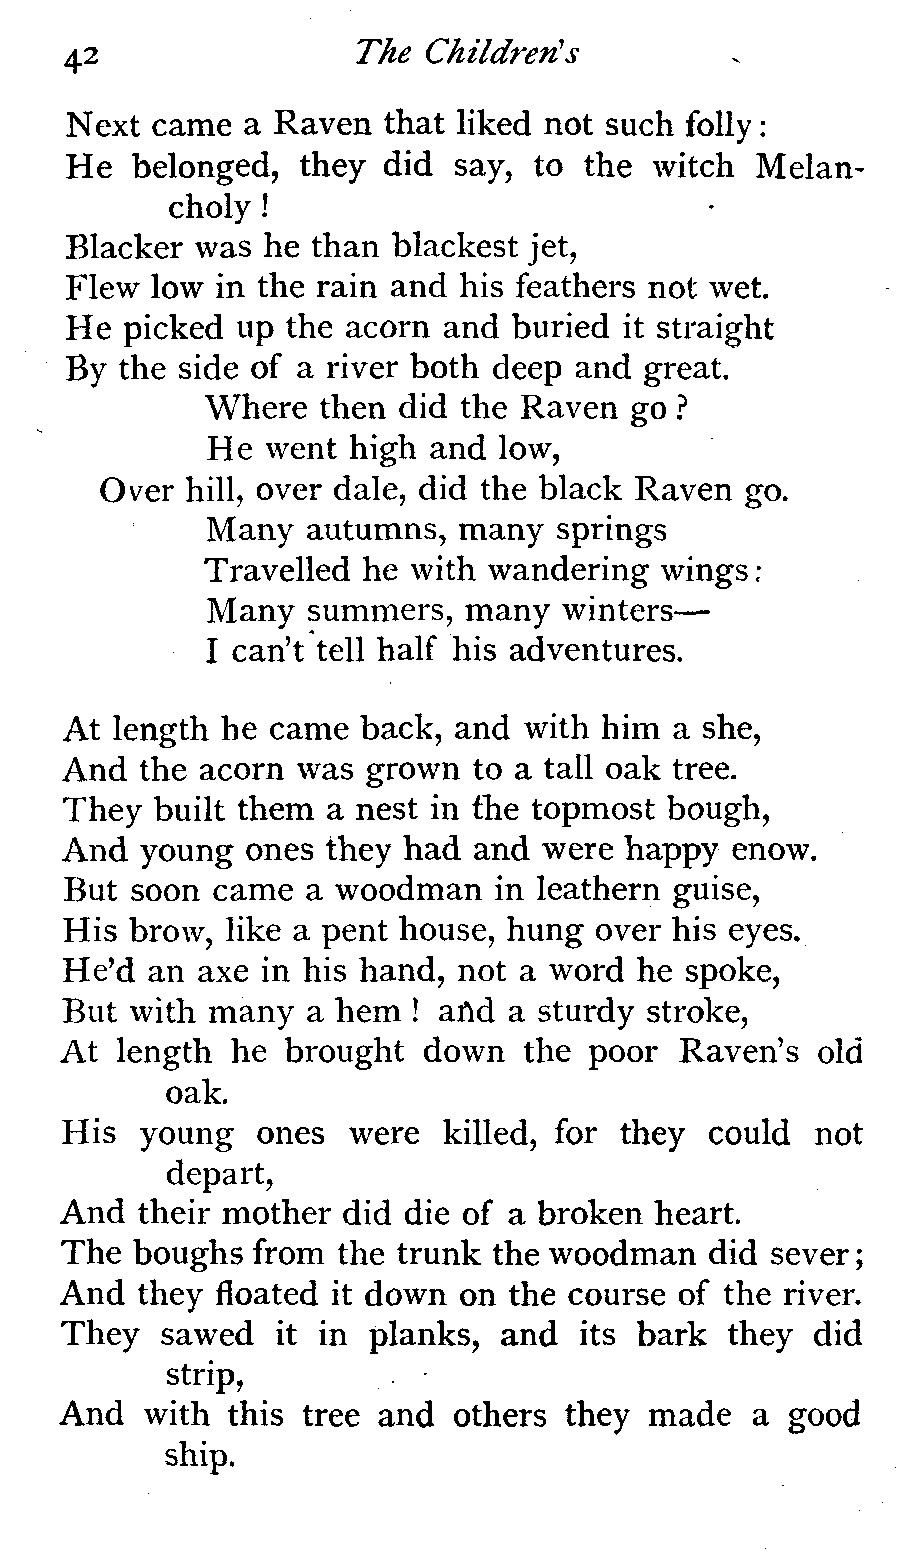 42 The Children's
Next came a Raven that liked not such folly:
He belonged, they did say, to the witch Melan-
choly!
Blacker was he than blackest jet,
Flew low in the rain and his feathers not wet.
He picked up the acorn and buried it straight
By the side of a river both deep and great.
Where then did the Raven go?
He went high and low,
Over hill, over dale, did the black Raven go.
Many autumns, many springs
Travelled he with wandering wings:
Many summers, many winters—
I can't tell half his adventures.
At length he came back, and with him a she,
And the acorn was grown to a tall oak tree.
They built them a nest in the topmost bough,
And young ones they had and were happy enow.
But soon came a woodman in leathern guise,
His brow, like a pent house, hung over his eyes.
He'd an axe in his hand, not a word he spoke,
But with many a hem! and a sturdy stroke,
At length he brought down the poor Raven's old
oak.
His young ones were killed, for they could not
depart,
And their mother did die of a broken heart.
The boughs from the trunk the woodman did sever;
And they floated it down on the course of the river.
They sawed it in planks, and its bark they did
strip,
And with this tree and others they made a good
ship.